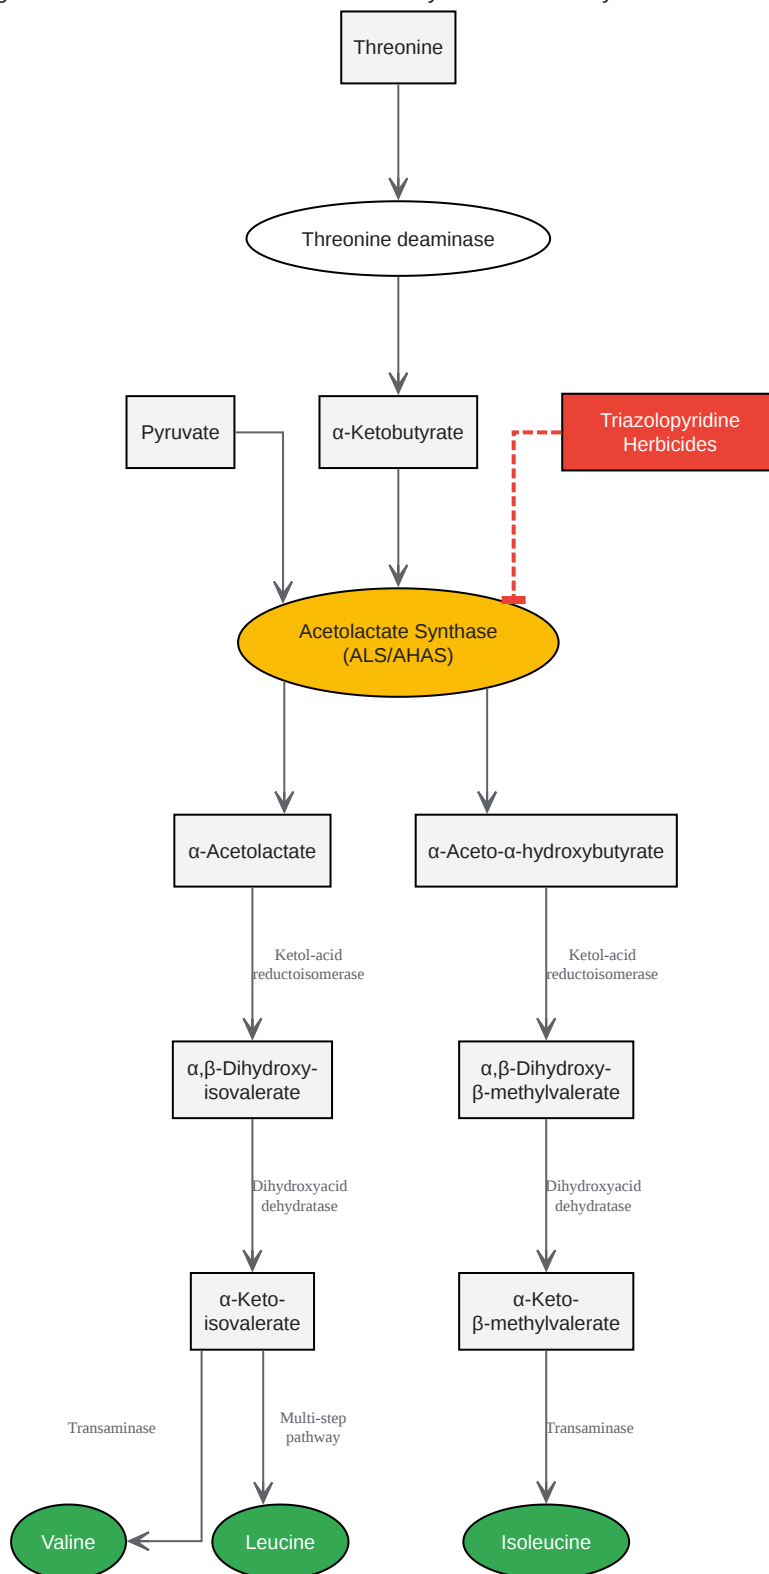 Threonine
Threonine deaminase
Pyruvate
α-Ketobutyrate
Triazolopyridine
Herbicides
Acetolactate Synthase
(ALS/AHAS)
α-Acetolactate
α-Aceto-α-hydroxybutyrate
Ketol-acid
reductoisomerase
Ketol-acid
reductoisomerase
α,β-Dihydroxy-
isovalerate
α,β-Dihydroxy-
β-methylvalerate
Dihydroxyacid
dehydratase
Dihydroxyacid
dehydratase
α-Keto-
isovalerate
α-Keto-
β-methylvalerate
Transaminase
Multi-step
pathway
Transaminase
Valine
Leucine
Isoleucine